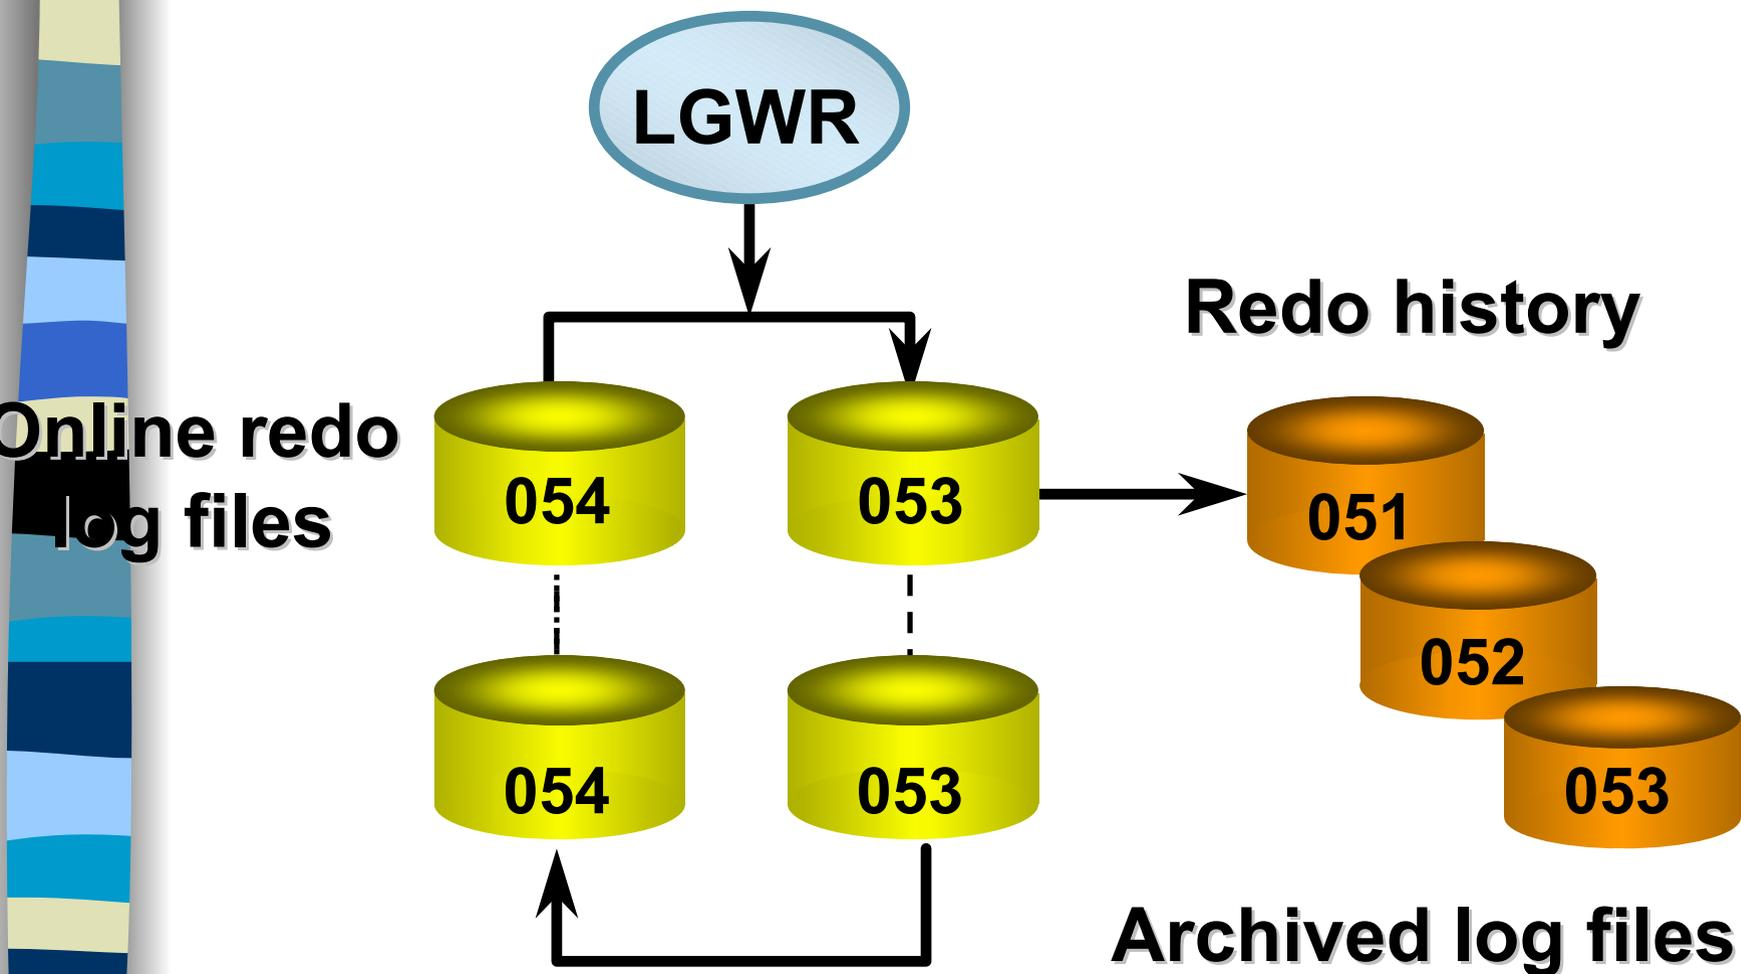 LGWR
Redo history
Online redo
log files
054
053
051
052
054
053
053
Archived log files